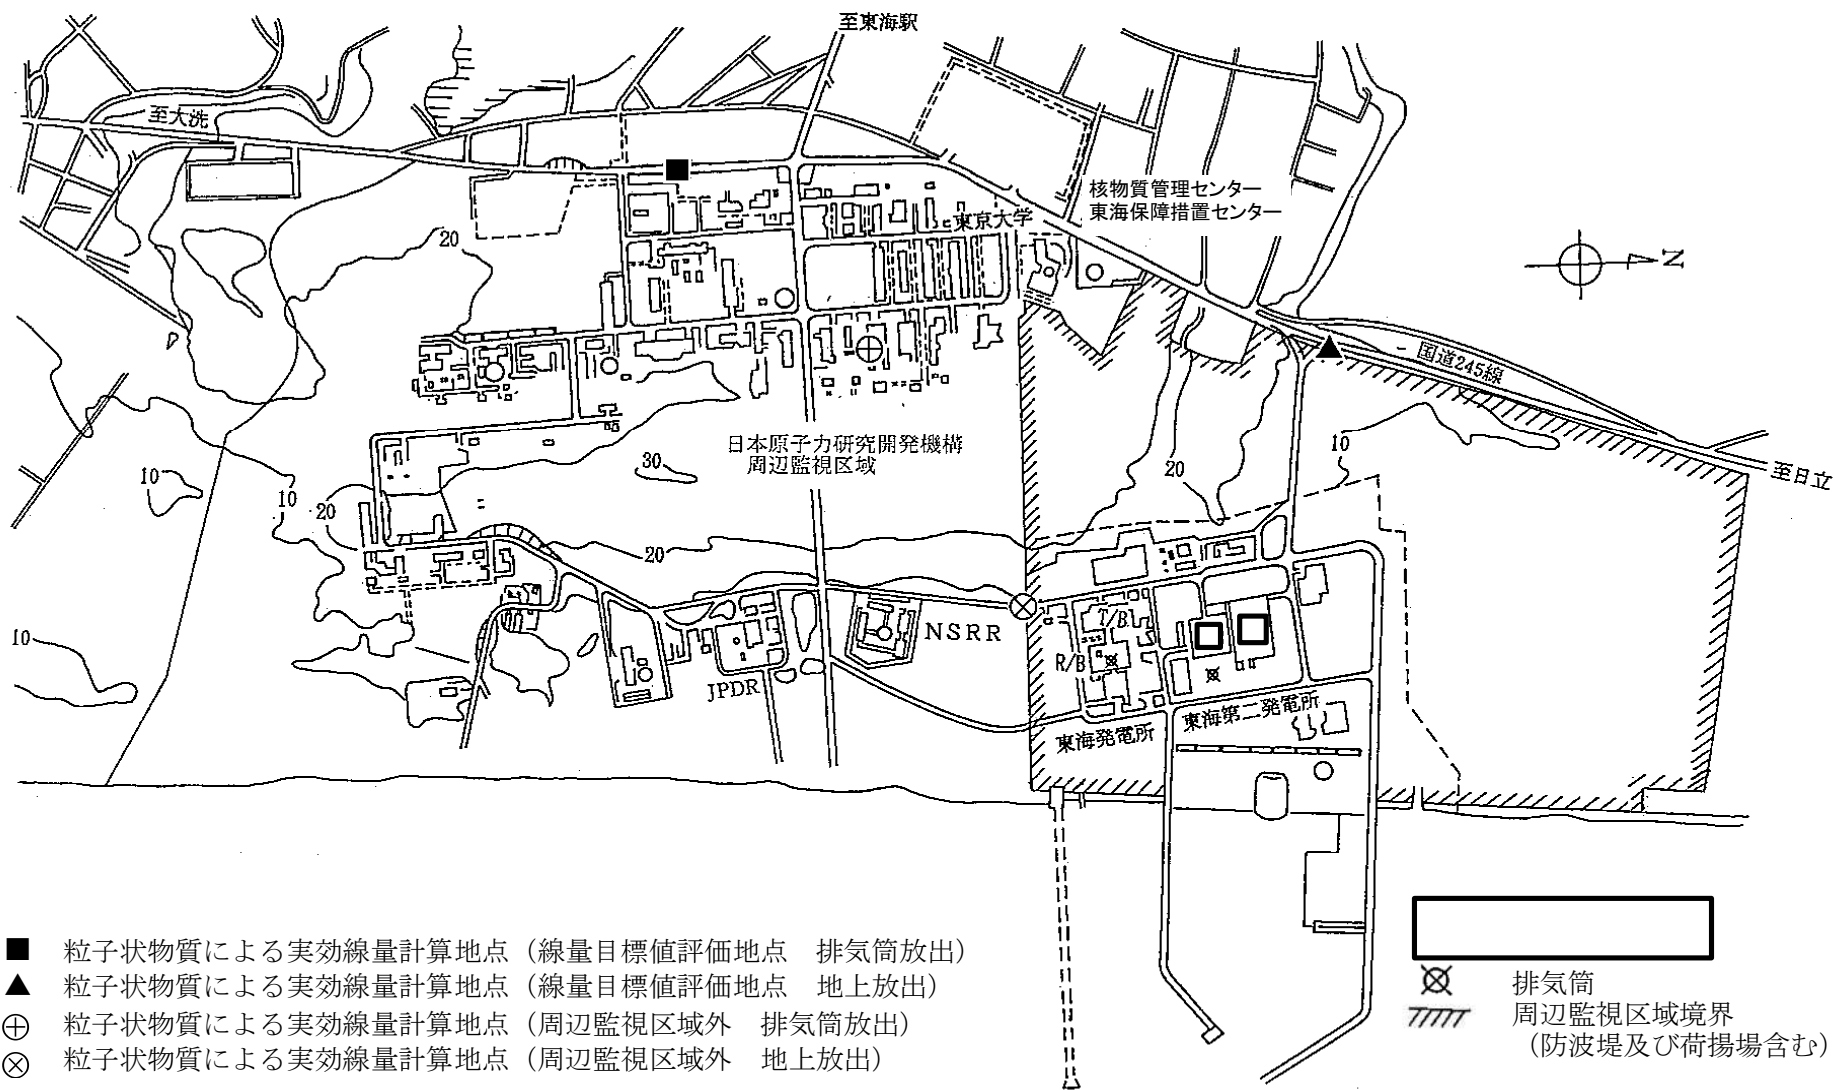 至東海駅
至大洗
核物質管理センター
東海保障措置センター
東京大学
N
20
国道245線
日本原子力研究開発機構
周辺監視区域
10
20
30
10
至日立
10
20
20
10
NSRR
T/B
R/B
JPDR
東海第二発電所
東海発電所
■ 粒子状物質による実効線量計算地点（線量目標値評価地点　排気筒放出）
▲ 粒子状物質による実効線量計算地点（線量目標値評価地点　地上放出）
⊕ 粒子状物質による実効線量計算地点（周辺監視区域外　排気筒放出）
⊗ 粒子状物質による実効線量計算地点（周辺監視区域外　地上放出）
排気筒
周辺監視区域境界
（防波堤及び荷揚場含む）